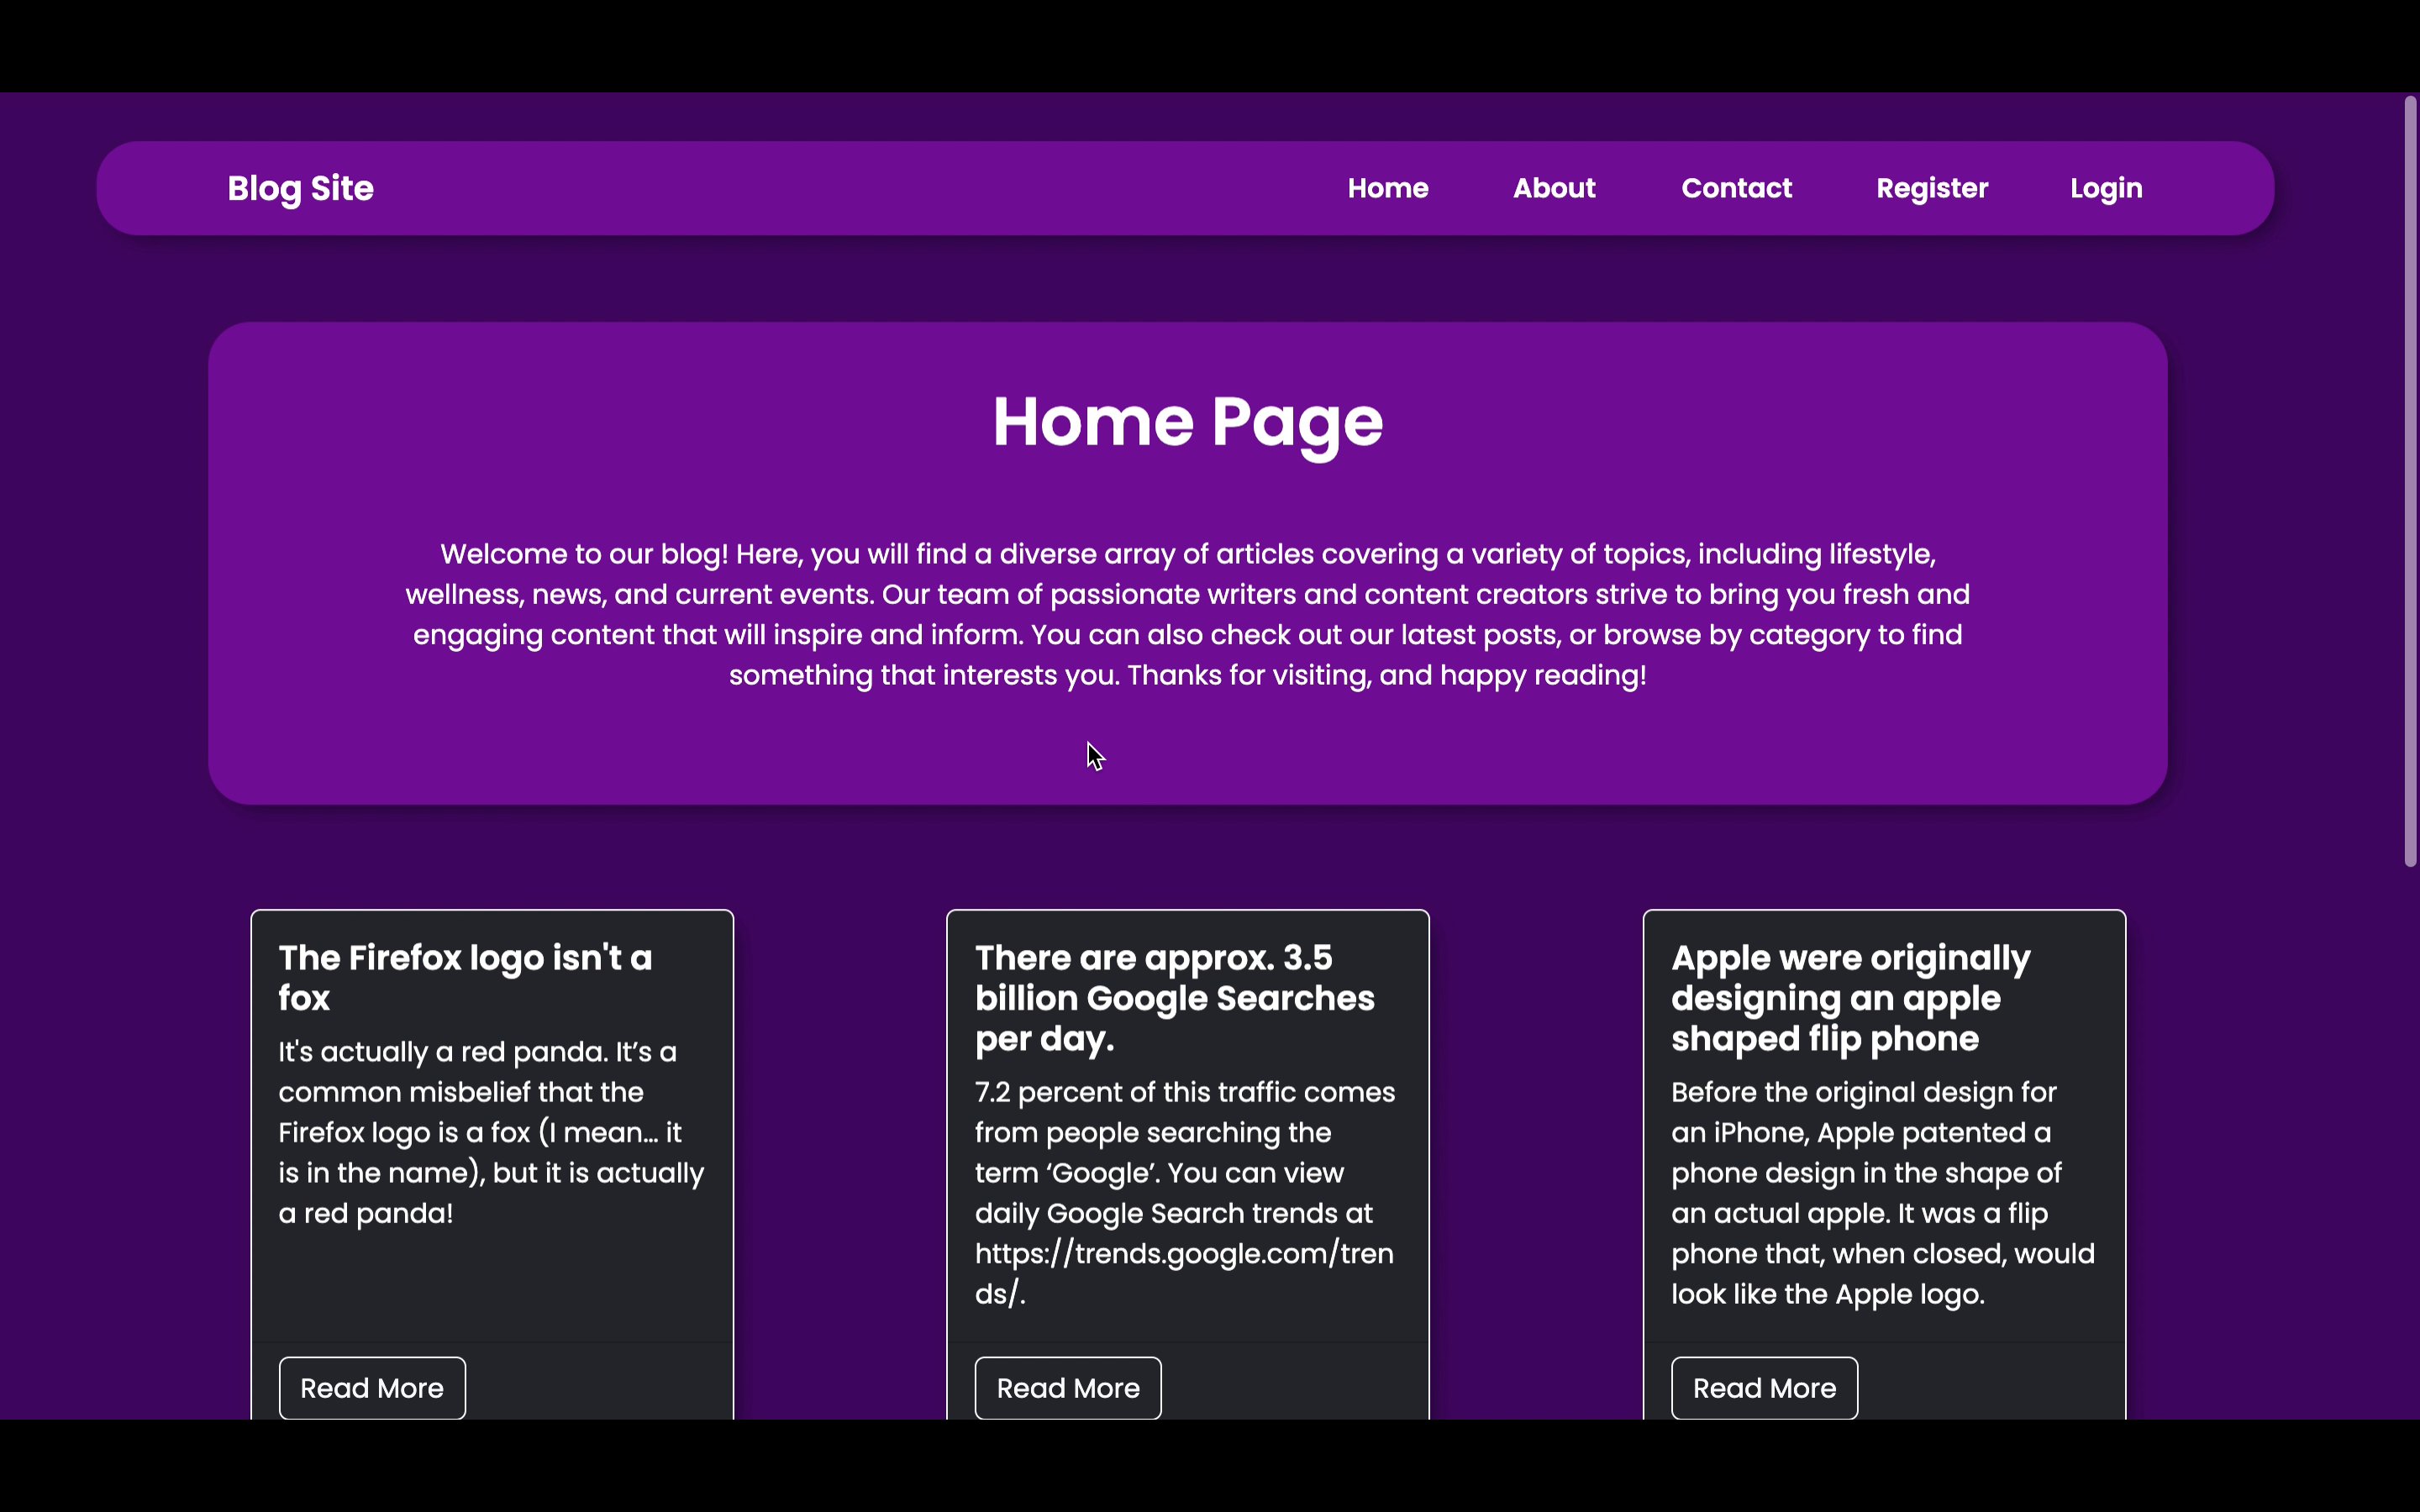 Blog Site
Home About Contact Register Login
Home Page
Welcome to our blog! Here, you will find a diverse array of articles covering a variety of topics, including lifestyle,
wellness, news, and current events. Our team of passionate writers and content creators strive to bring you fresh and
engaging content that will inspire and inform. You can also check out our latest posts, or browse by category to find
something that interests you. Thanks for visiting, and happy reading!
The Firefox logo isn't a
fox
It's actually a red panda. It’s a
common misbelief that the
Firefox logo is a fox (I mean… it
is in the name), but it is actually
a red panda!
Read More
There are approx. 3.5
billion Google Searches
per day.
7.2 percent of this traffic comes
from people searching the
term ‘Google’. You can view
daily Google Search trends at
https://trends.google.com/tren
ds/.
Read More
Apple were originally
designing an apple
shaped flip phone
Before the original design for
an iPhone, Apple patented a
phone design in the shape of
an actual apple. It was a flip
phone that, when closed, would
look like the Apple logo.
Read More